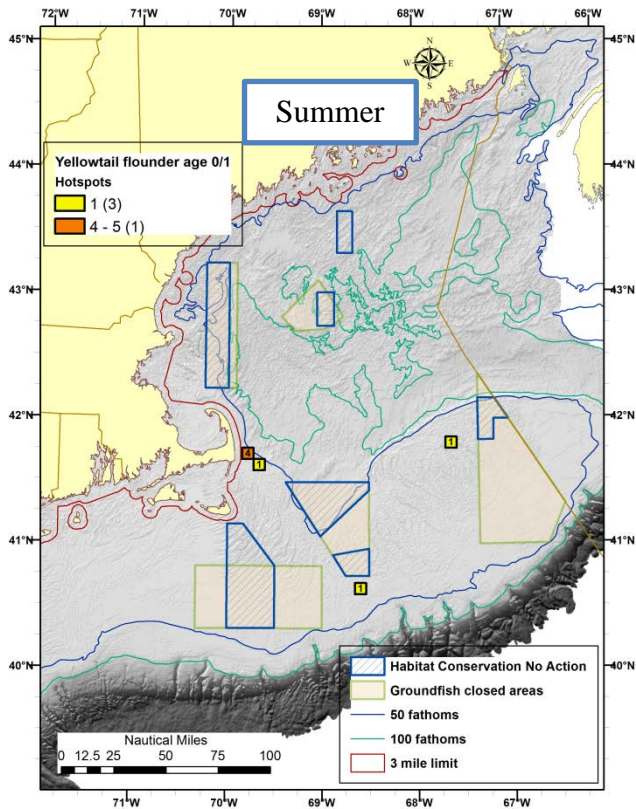 72°W 71°W 70°W 69°W 68°W 67°W 66°W 65°W
45°N 45°N
N
W E
S
Summer
44°N 44°N
Yellowtail flounder age 0/1
Hotspots
1 (3)
4 - 5 (1)
43°N 43°N
42°N 42°N
4
1
1
41°N 41°N
1
40°N 40°N
Habitat Conservation No Action
Groundfish closed areas
50 fathoms
100 fathoms
3 mile limit
Nautical Miles
0 12.5 25 50 75 100
71°W 70°W 69°W 68°W 67°W